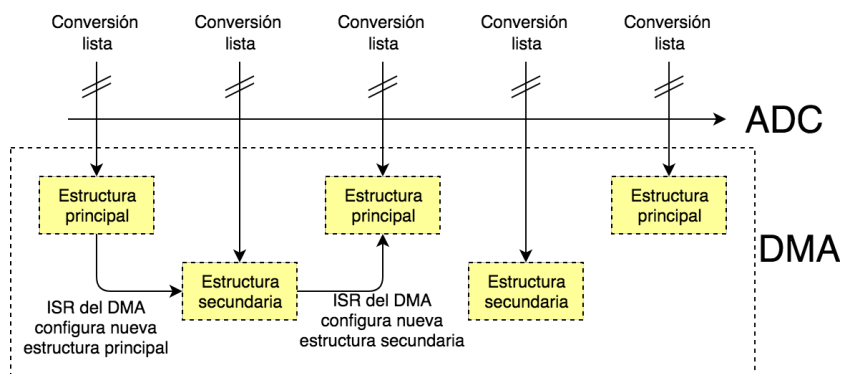 Conversión
lista
Conversión
lista
Conversión
lista
Conversión
lista
Conversión
lista
ADC
Estructura
principal
Estructura
principal
Estructura
principal
DMA
Estructura
secundaria
Estructura
secundaria
ISR del DMA
configura nueva
estructura principal
ISR del DMA
configura nueva
estructura secundaria